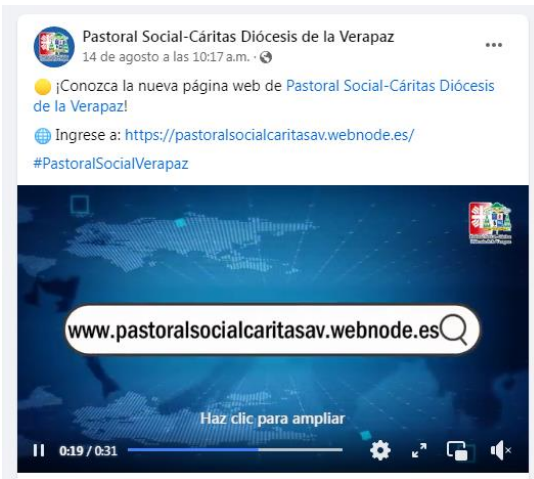 Pastoral Social-Cáritas Diócesis de la Verapaz
14 de agosto a las 10:17 a.m. ·
¡Conozca la nueva página web de Pastoral Social-Cáritas Diócesis
de la Verapaz!
Ingrese a: https://pastoralsocialcaritasav.webnode.es/
#PastoralSocialVerapaz
www.pastoralsocialcaritasav.webnode.es
Haz clic para ampliar
0:19 / 0:31